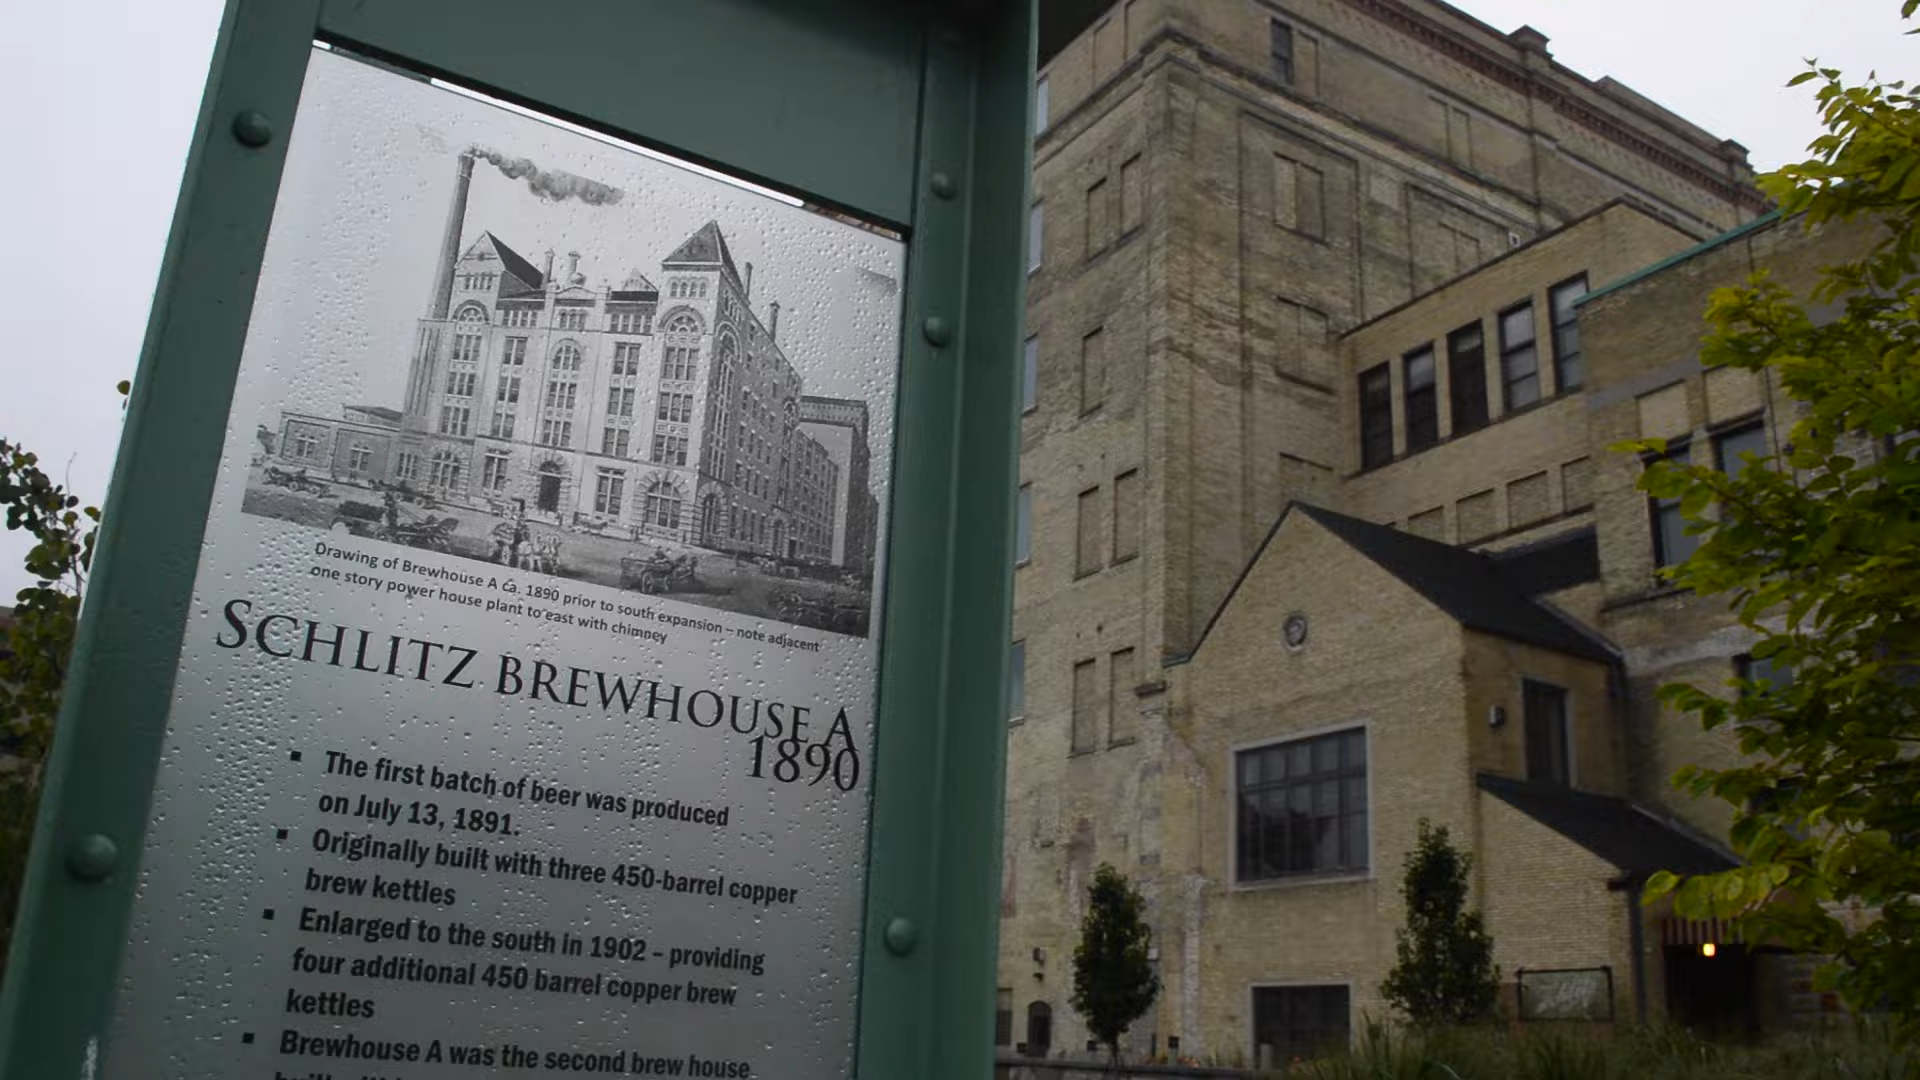 Drawing of Brewhouse A ca. 1890 prior to south expansion – note adjacent
one story power house plant to east with chimney
SCHLITZ BREWHOUSE A
1890
▪ The first batch of beer was produced
on July 13, 1891.
▪ Originally built with three 450-barrel copper
brew kettles
▪ Enlarged to the south in 1902 – providing
four additional 450 barrel copper brew
kettles
▪ Brewhouse A was the second brew house